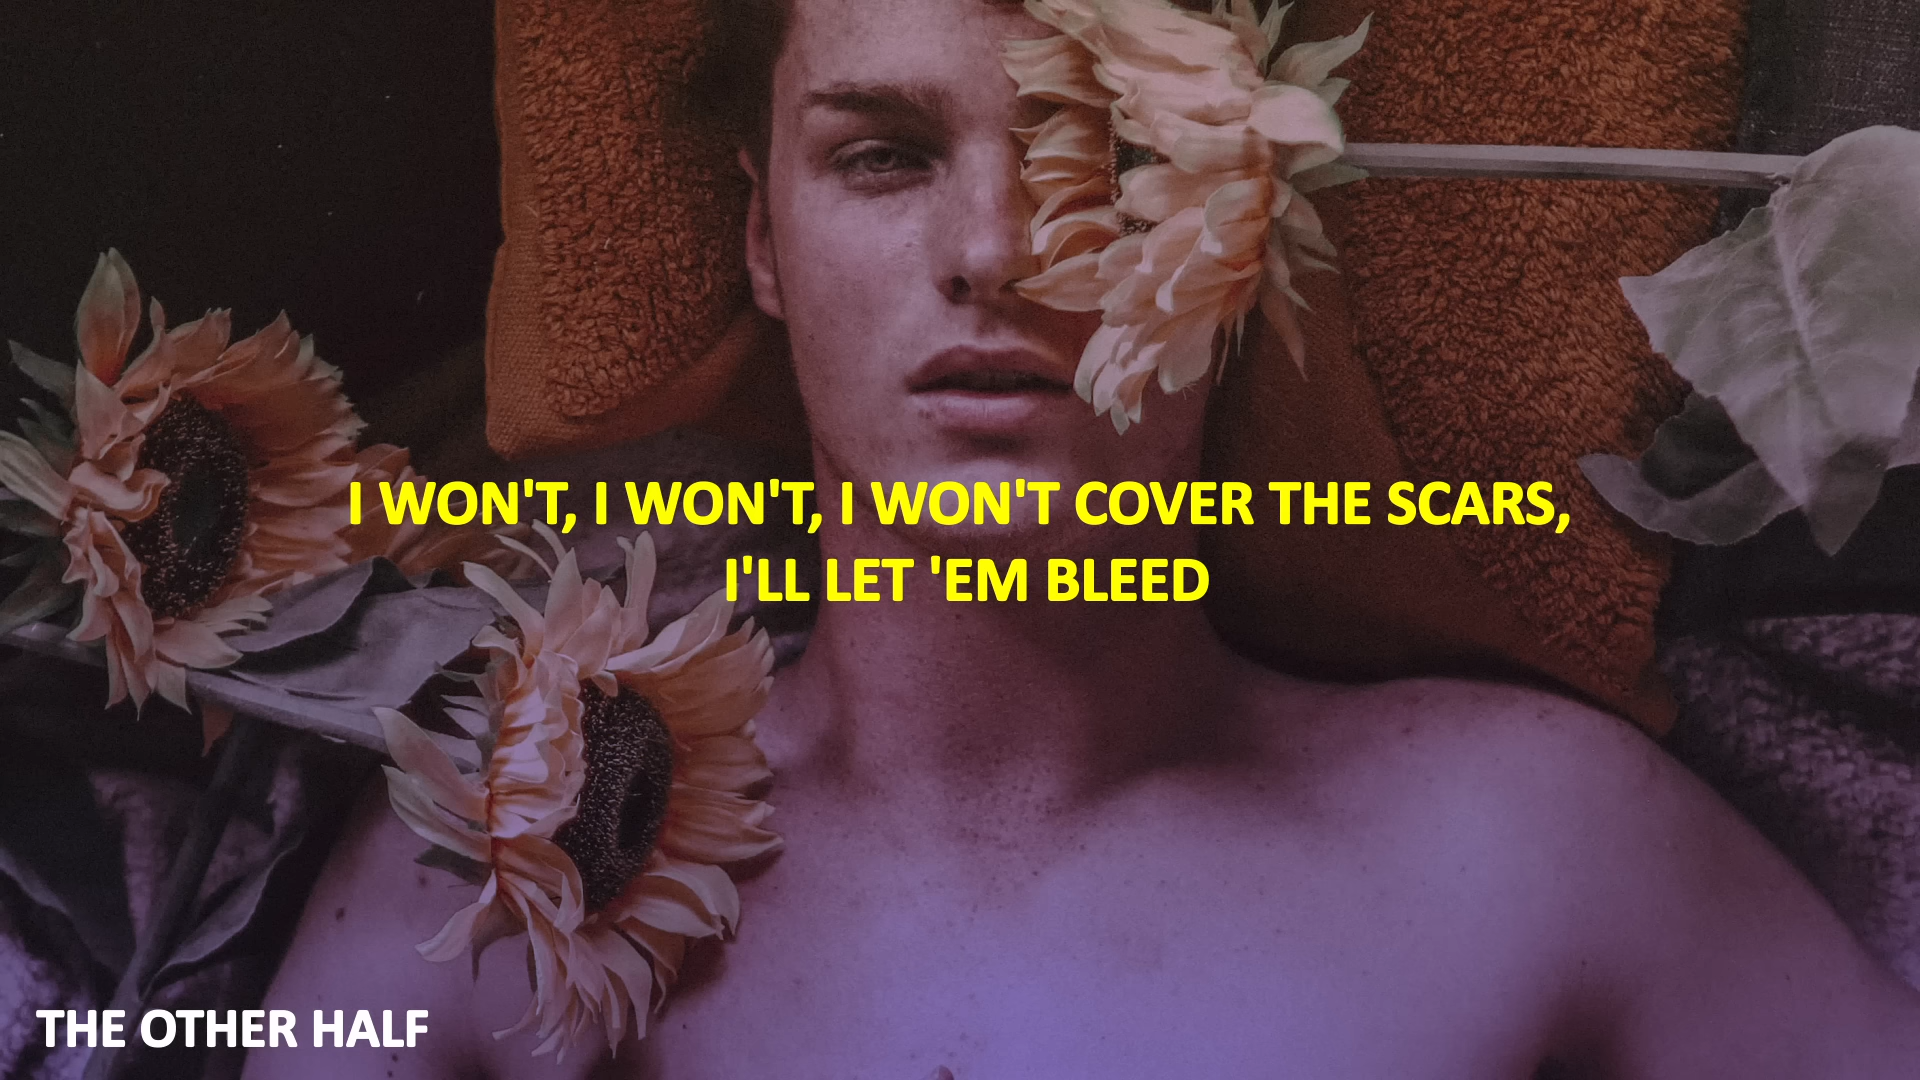 I WON'T, I WON'T, I WON'T COVER THE SCARS,
I'LL LET 'EM BLEED
THE OTHER HALF